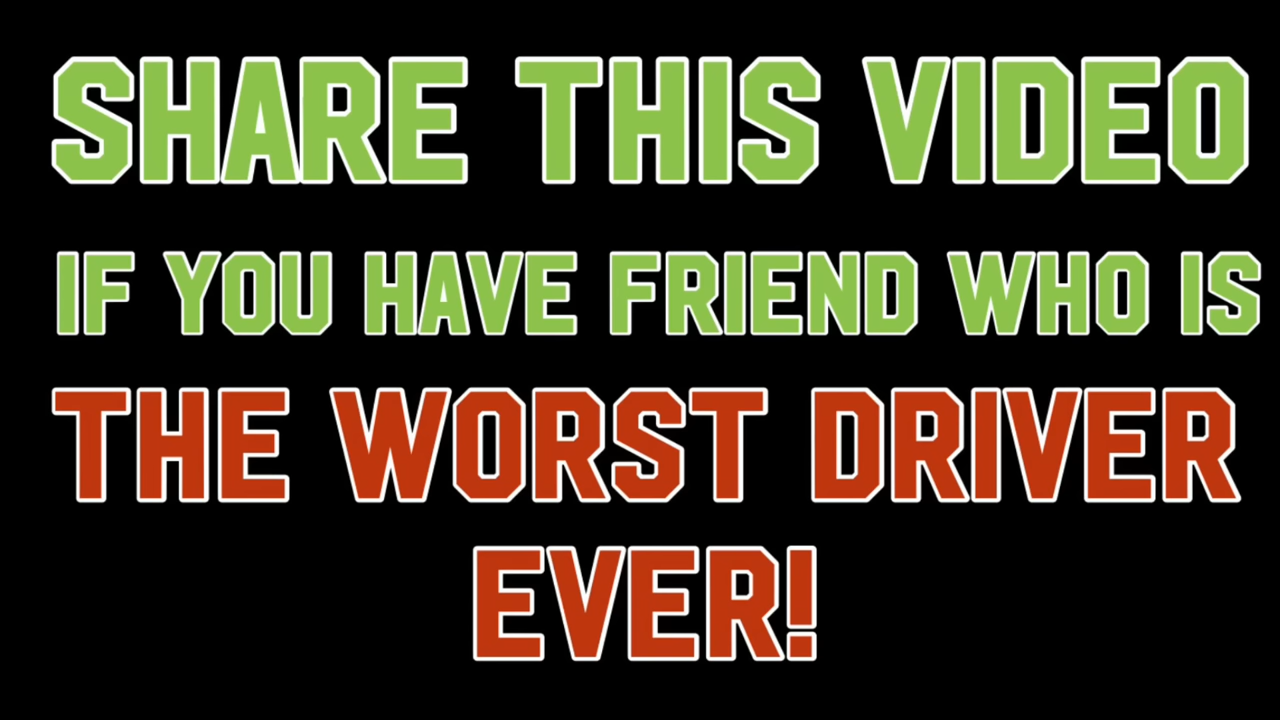 SHARE THIS VIDEO
IF YOU HAVE FRIEND WHO IS
THE WORST DRIVER
EVER!